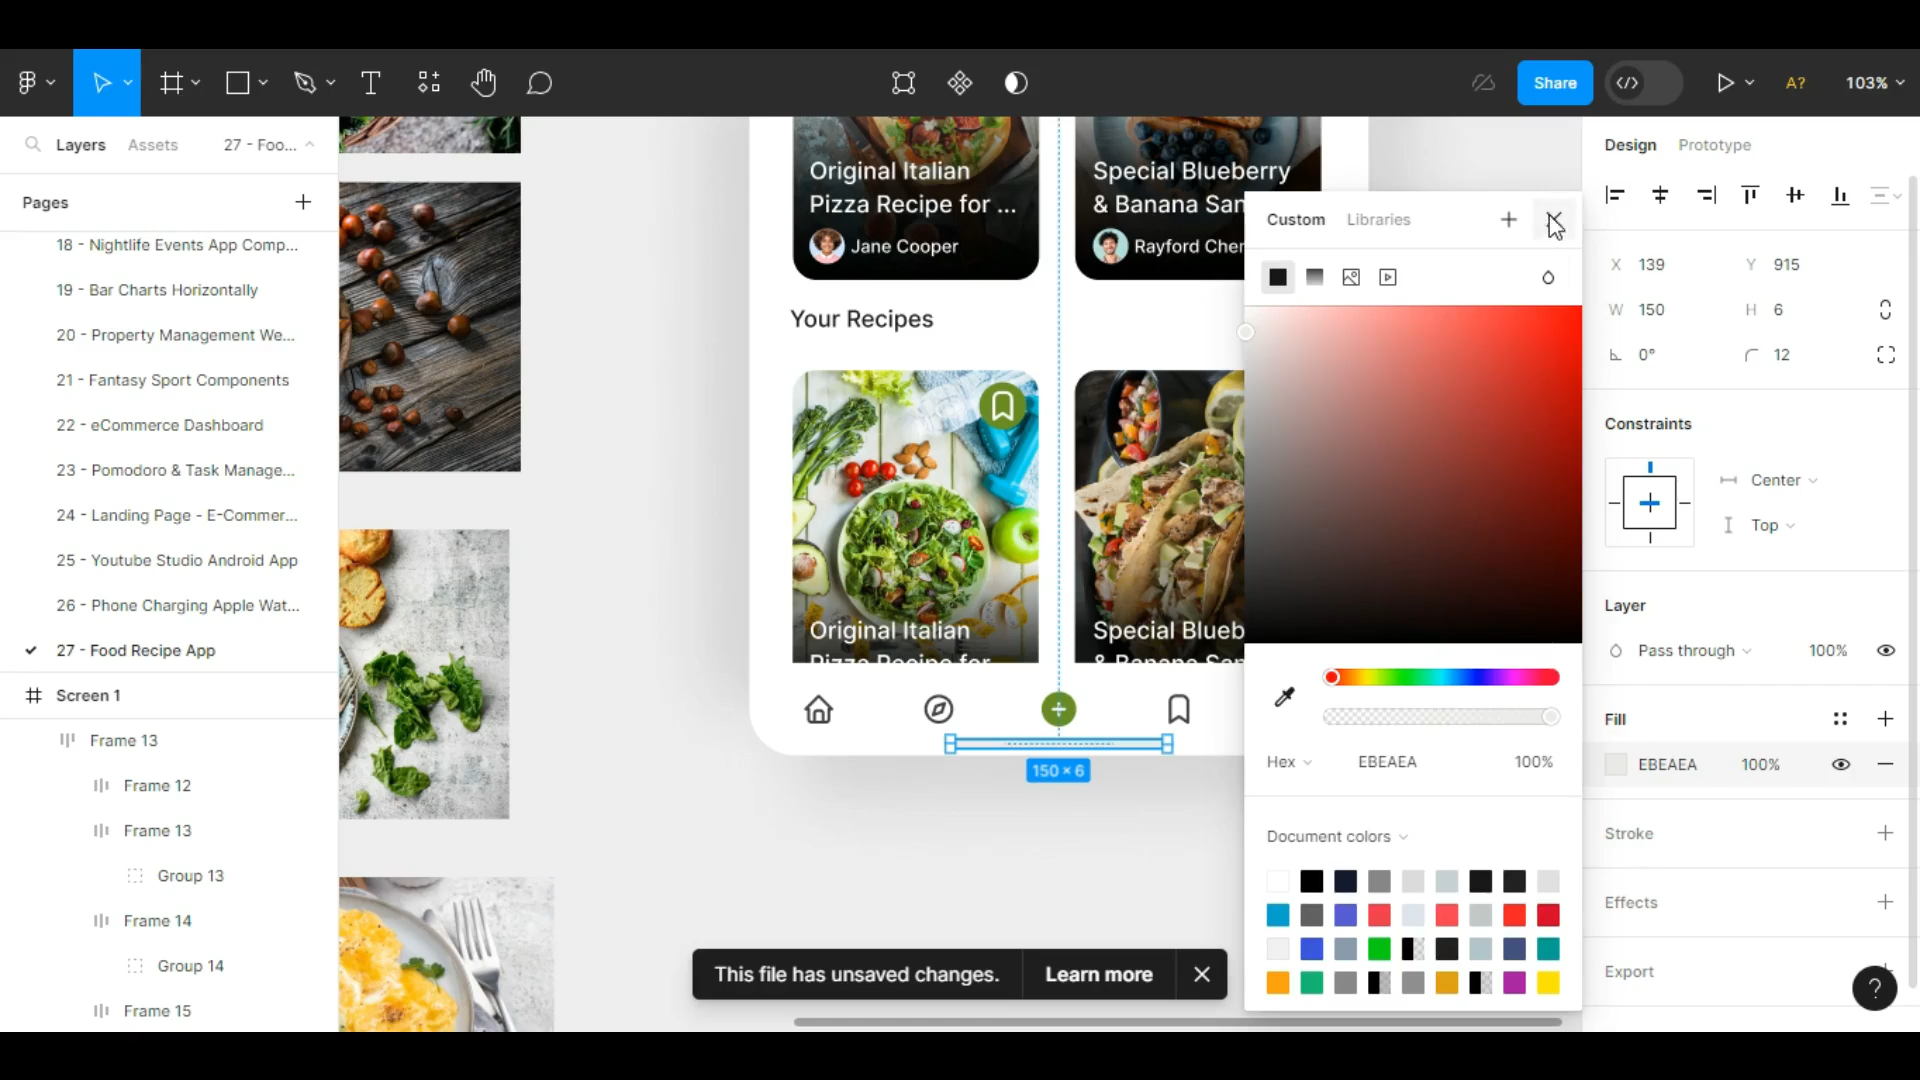 Share
A?
103%
Layers
Assets
27 - Foo...
Pages
18 - Nightlife Events App Comp...
19 - Bar Charts Horizontally
20 - Property Management We...
21 - Fantasy Sport Components
22 - eCommerce Dashboard
23 - Pomodoro & Task Manage...
24 - Landing Page - E-Commer...
25 - Youtube Studio Android App
26 - Phone Charging Apple Wat...
27 - Food Recipe App
Screen 1
Frame 13
Frame 12
Frame 13
Group 13
Frame 14
Group 14
Frame 15
Original Italian
Pizza Recipe for ...
Jane Cooper
Special Blueberry
& Banana San
Rayford Cher
Your Recipes
Original Italian
Pizza Recipe for
Special Blueb
& Banana San
150 × 6
This file has unsaved changes.
Learn more
Custom
Libraries
Hex
EBEAEA
100%
Document colors
Design
Prototype
X 139
Y 915
W 150
H 6
0°
12
Constraints
Center
Top
Layer
Pass through
100%
Fill
EBEAEA
100%
Stroke
Effects
Export
?